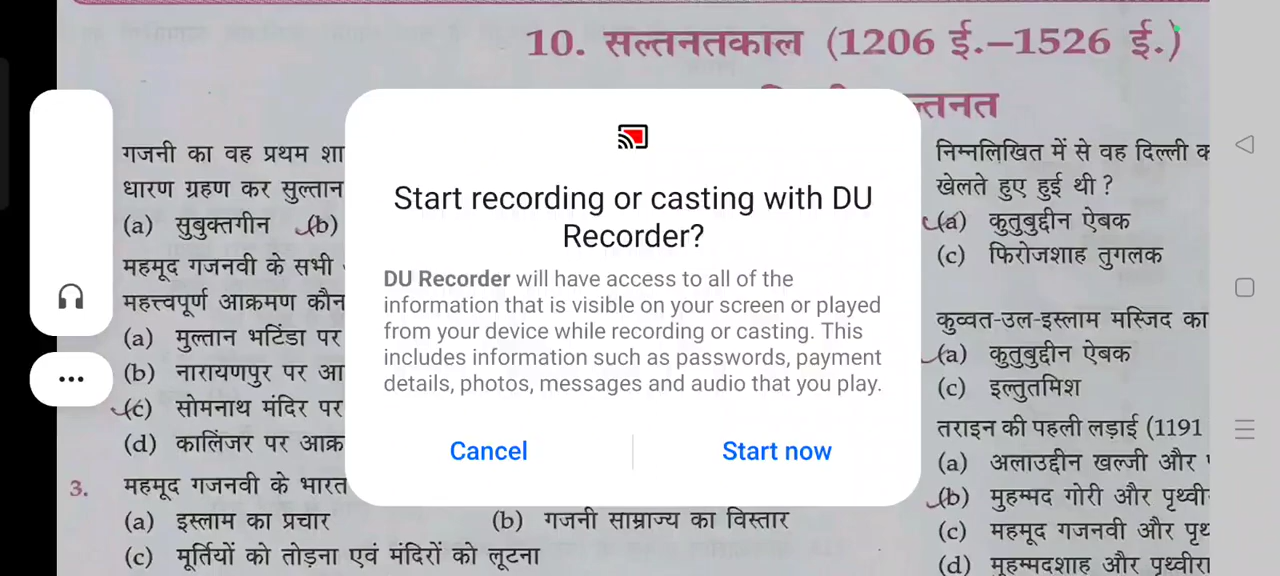 10. सल्तनतकाल (1206 ई.–1526 ई.)
ल्तनत
गजनी का वह प्रथम शा
धारण ग्रहण कर सुल्तान
(a) सुबुक्तगीन (b)
महमूद गजनवी के सभी
महत्त्वपूर्ण आक्रमण कौन
(a) मुल्तान भटिंडा पर
(b) नारायणपुर पर आ
(c) सोमनाथ मंदिर पर
(d) कालिंजर पर आक्र
3. महमूद गजनवी के भारत
(a) इस्लाम का प्रचार (b) गजनी साम्राज्य का विस्तार
(c) मूर्तियों को तोड़ना एवं मंदिरों को लूटना
Start recording or casting with DU
Recorder?
DU Recorder will have access to all of the
information that is visible on your screen or played
from your device while recording or casting. This
includes information such as passwords, payment
details, photos, messages and audio that you play.
Cancel Start now
निम्नलिखित में से वह दिल्ली क
खेलते हुए हुई थी ?
(a) कुतुबुद्दीन ऐबक
(c) फिरोजशाह तुगलक
कुव्वत-उल-इस्लाम मस्जिद का
(a) कुतुबुद्दीन ऐबक
(c) इल्तुतमिश
तराइन की पहली लड़ाई (1191
(a) अलाउद्दीन खल्जी और
(b) मुहम्मद गोरी और पृथ्वी
(c) महमूद गजनवी और पृथ
(d) मुहम्मदशाह और पृथ्वीरा